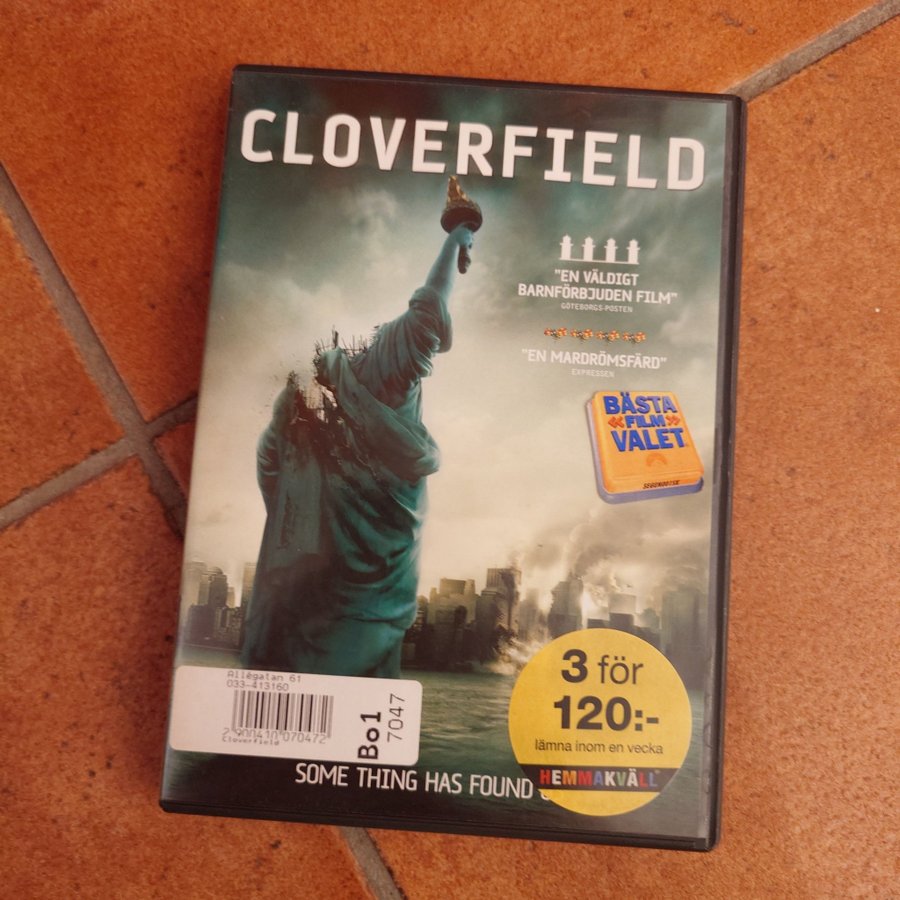 CLOVERFIELD
"EN VÄLDIGT
BARNFÖRBJUDEN FILM"
GÖTEBORGS-POSTEN
"EN MARDRÖMSFÄRD"
EXPRESSEN
BÄSTA
«FILM»
VALET
Allégatan 61
033-413160
2900410070472
Cloverfield
Bo1
7047
3 för
120:-
lämna inom en vecka
HEMMAKVÄLL
SOME THING HAS FOUND